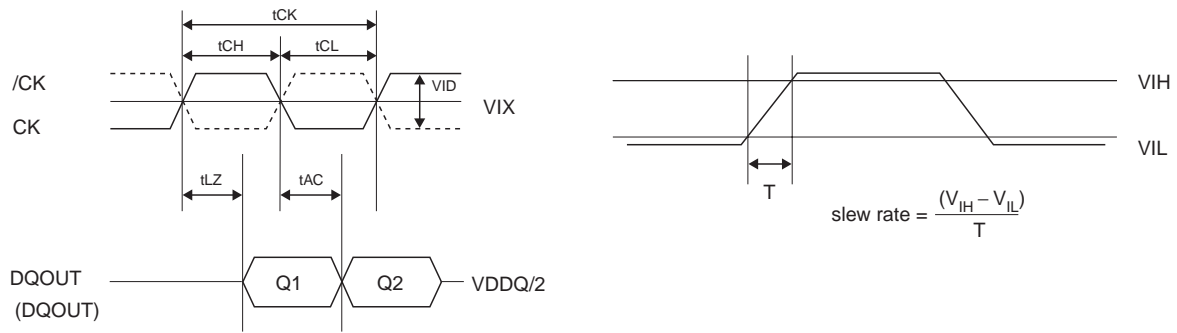 tCK
tCH
tCL
/CK
VID
VIX
CK
tLZ
tAC
DQOUT
(DQOUT)
Q1
Q2
VDDQ/2
VIH
VIL
T
slew rate = (VIH – VIL)
T